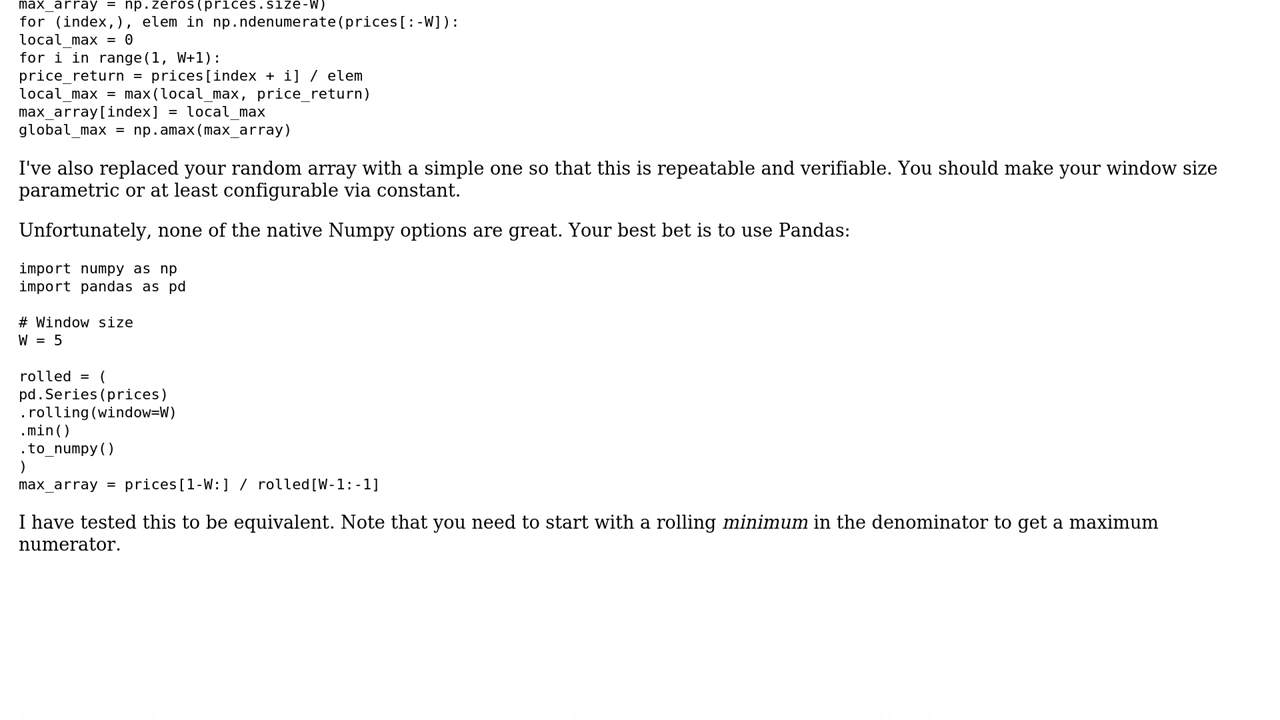 max_array = np.zeros(prices.size-W)
for (index,), elem in np.ndenumerate(prices[:-W]):
local_max = 0
for i in range(1, W+1):
price_return = prices[index + i] / elem
local_max = max(local_max, price_return)
max_array[index] = local_max
global_max = np.amax(max_array)
I've also replaced your random array with a simple one so that this is repeatable and verifiable. You should make your window size
parametric or at least configurable via constant.
Unfortunately, none of the native Numpy options are great. Your best bet is to use Pandas:
import numpy as np
import pandas as pd
# Window size
W = 5
rolled = (
pd.Series(prices)
.rolling(window=W)
.min()
.to_numpy()
)
max_array = prices[1-W:] / rolled[W-1:-1]
I have tested this to be equivalent. Note that you need to start with a rolling minimum in the denominator to get a maximum
numerator.